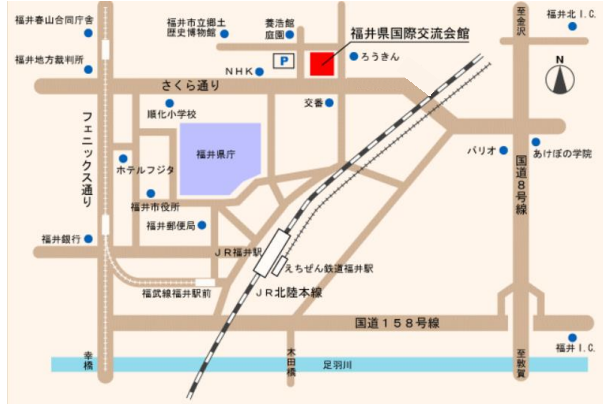 福井春山合同庁舎
福井市立郷土
歴史博物館
養浩館
庭園
福井県国際交流会館
至金沢
福井北I.C.
福井地方裁判所
NHK
P
ろうきん
N
さくら通り
順化小学校
交番
フェニックス通り
福井県庁
バリオ
あけぼの学院
ホテルフジタ
国道8号線
福井市役所
福井郵便局
福井銀行
JR福井駅
えちぜん鉄道福井駅
福武線福井駅前
JR北陸本線
国道158号線
幸橋
木田橋
足羽川
至敦賀
福井I.C.